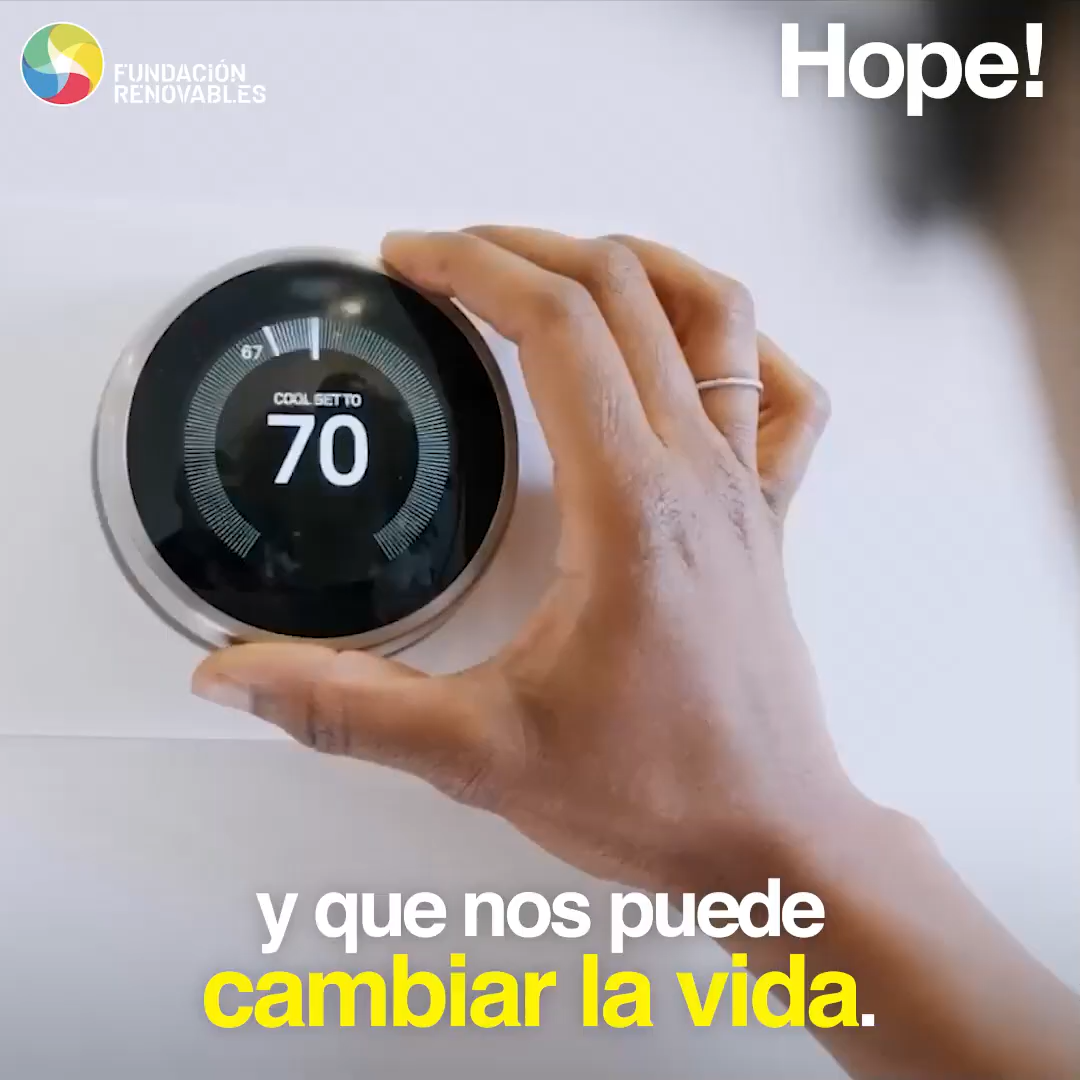 FUNDACIÓN
RENOVABLES
Hope!
67
COOL SET TO
70
y que nos puede
cambiar la vida.